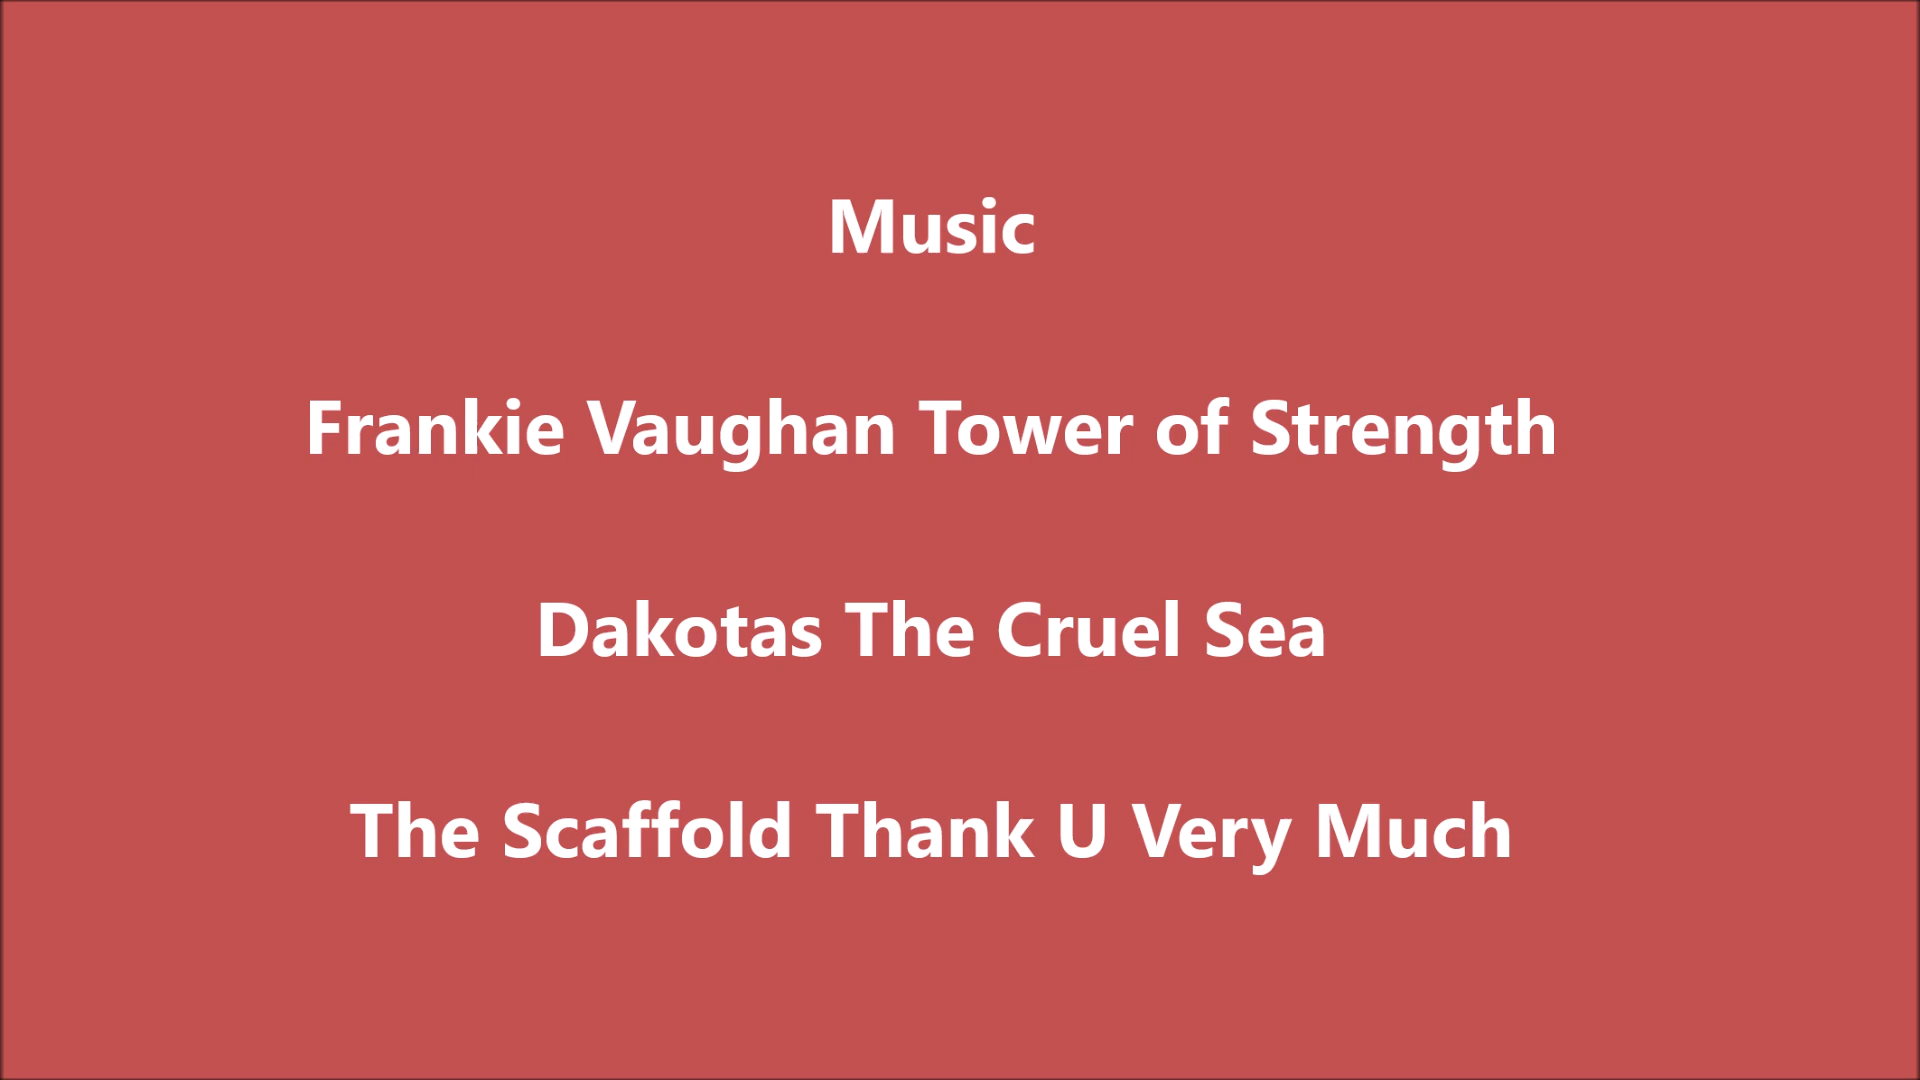 Music
Frankie Vaughan Tower of Strength
Dakotas The Cruel Sea
The Scaffold Thank U Very Much